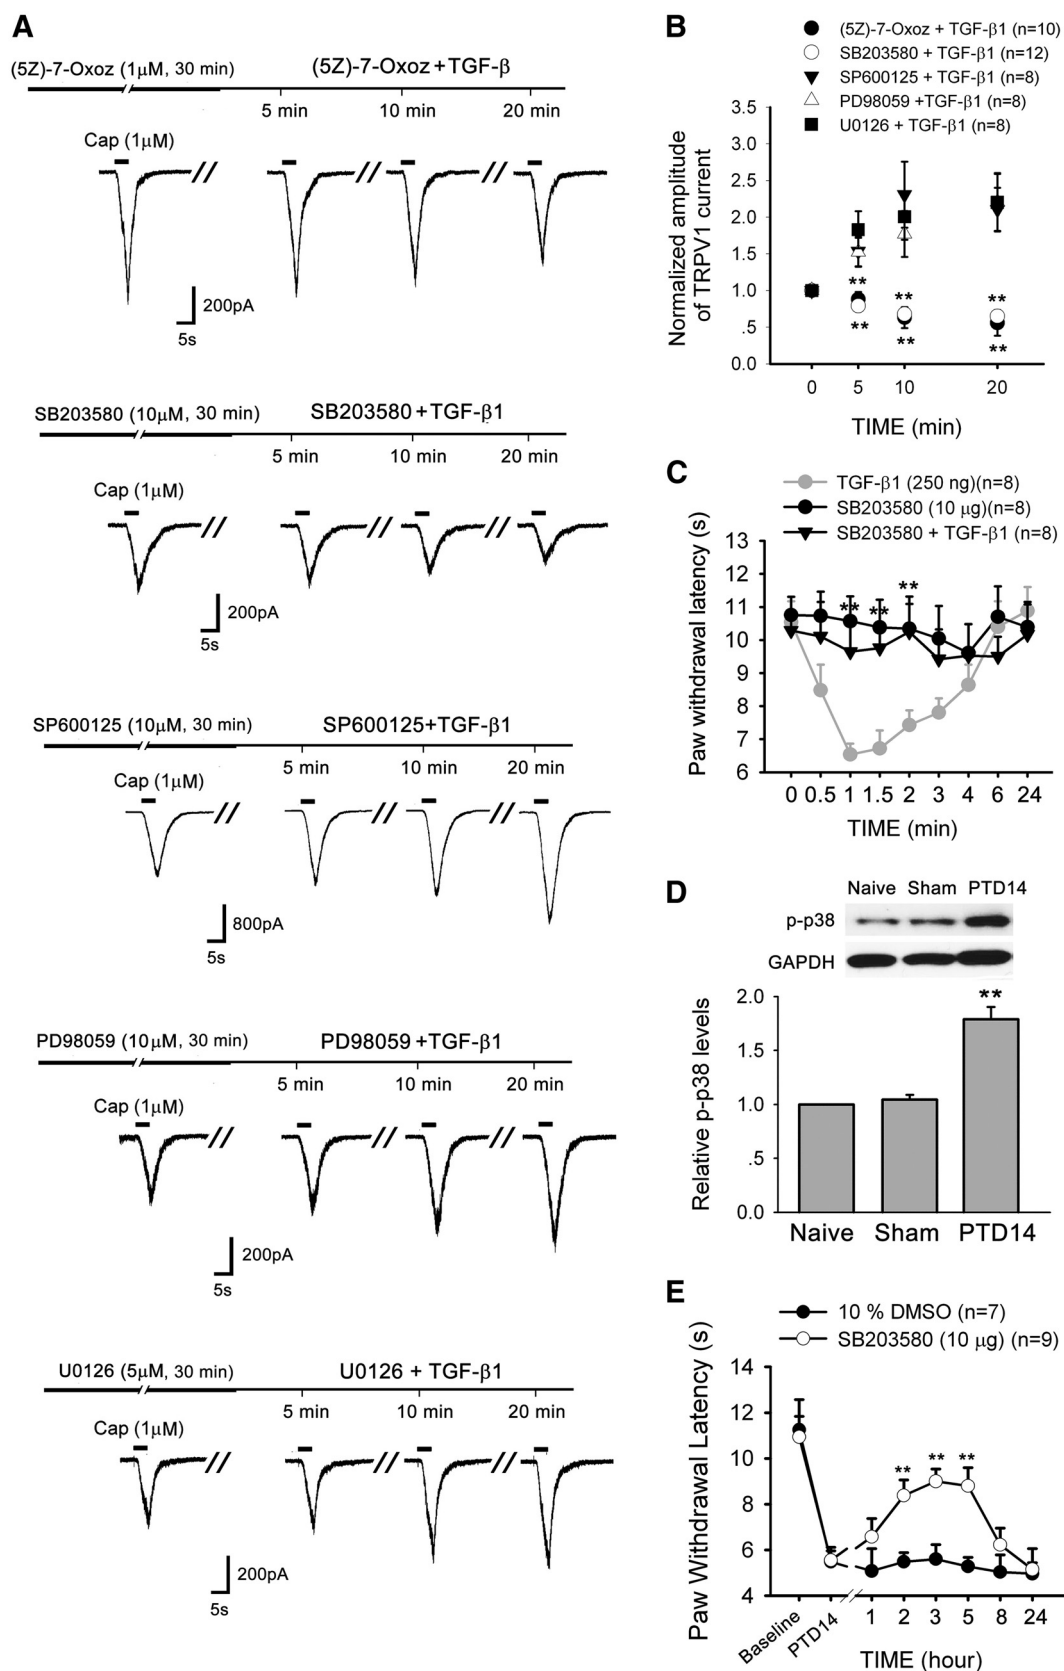 A
(5Z)-7-Oxoz (1µM, 30 min)
(5Z)-7-Oxoz+TGF-β
5 min 10 min 20 min
Cap (1µM)
200pA
5s
SB203580 (10µM, 30 min)
SB203580+TGF-β1
5 min 10 min 20 min
Cap (1µM)
200pA
5s
SP600125 (10µM, 30 min)
SP600125+TGF-β1
5 min 10 min 20 min
Cap (1µM)
800pA
5s
PD98059 (10µM, 30 min)
PD98059 +TGF-β1
5 min 10 min 20 min
Cap (1µM)
200pA
5s
U0126 (5µM, 30 min)
U0126 + TGF-β1
5 min 10 min 20 min
Cap (1µM)
200pA
5s
B
(5Z)-7-Oxoz + TGF-β1 (n=10)
SB203580 + TGF-β1 (n=12)
SP600125 + TGF-β1 (n=8)
PD98059 +TGF-β1 (n=8)
U0126 + TGF-β1 (n=8)
Normalized amplitude
of TRPV1 current
3.5
3.0
2.5
2.0
1.5
1.0
.5
0.0
** ** **
** ** **
0 5 10 20
TIME (min)
C
TGF-β1 (250 ng)(n=8)
SB203580 (10 µg)(n=8)
SB203580 + TGF-β1 (n=8)
Paw withdrawal latency (s)
13
12
11
10
9
8
7
6
** ** **
0 0.5 1 1.5 2 3 4 6 24
TIME (min)
D
Naive Sham PTD14
p-p38
GAPDH
Relative p-p38 levels
2.0
1.5
1.0
.5
0.0
**
Naive Sham PTD14
E
10 % DMSO (n=7)
SB203580 (10 µg) (n=9)
Paw Withdrawal Latency (s)
14
12
10
8
6
4
** ** **
Baseline PTD14 1 2 3 5 8 24
TIME (hour)